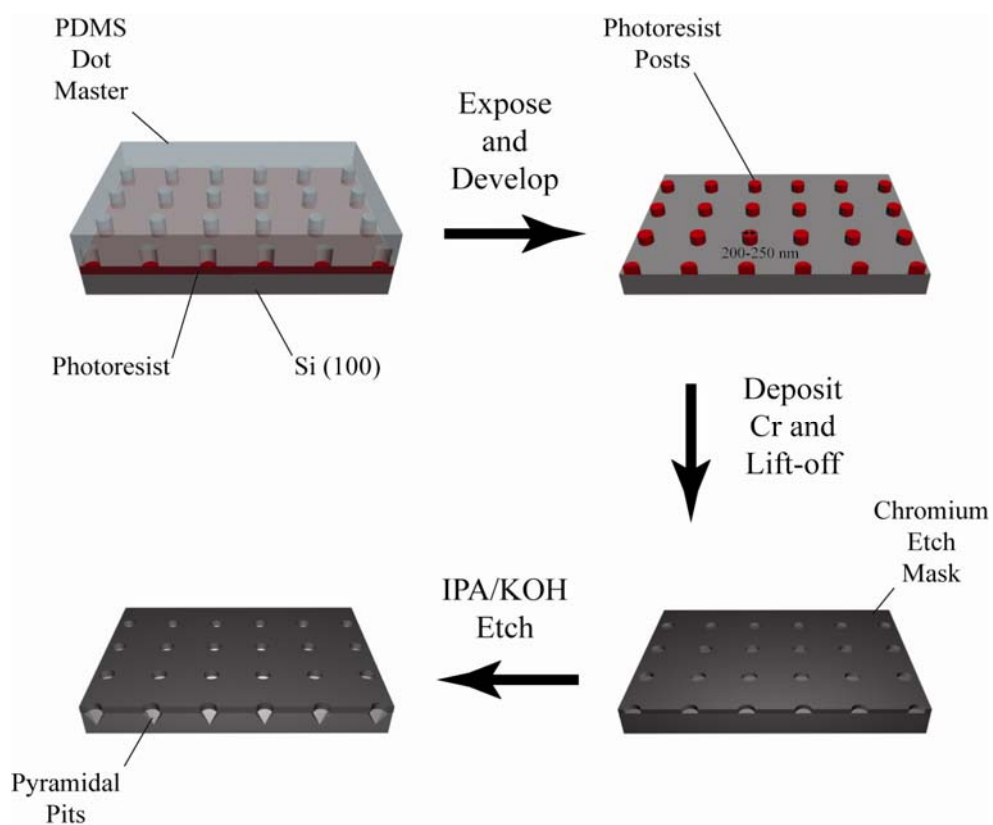 PDMS
Dot
Master
Expose
and
Develop
Photoresist
Posts
200-250 nm
Photoresist
Si (100)
Deposit
Cr and
Lift-off
Chromium
Etch
Mask
IPA/KOH
Etch
Pyramidal
Pits